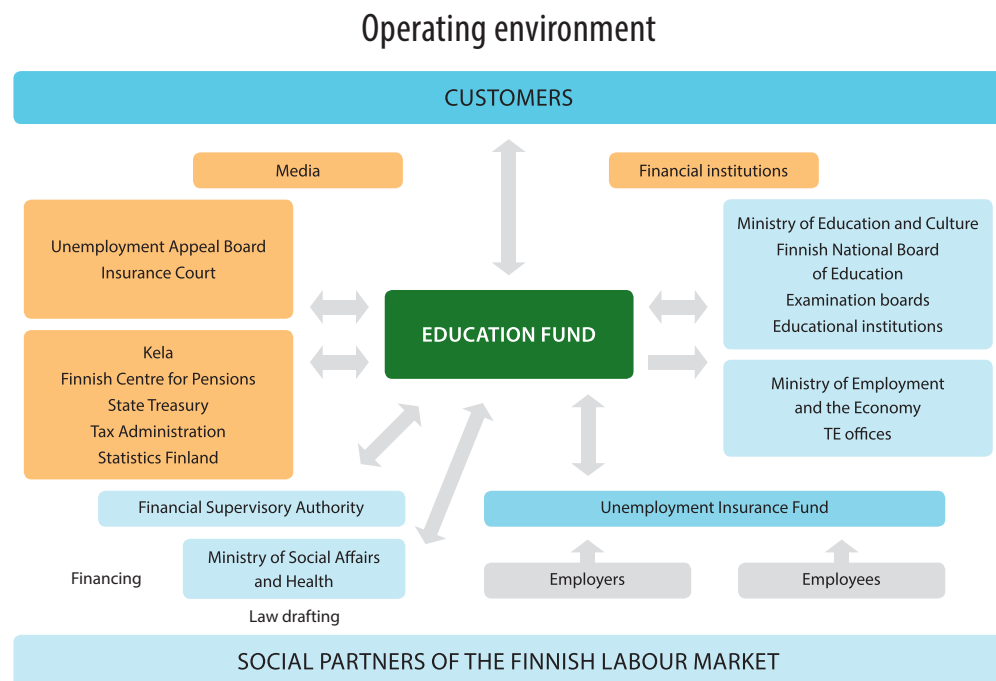 Operating environment
CUSTOMERS
Media
Financial institutions
Unemployment Appeal Board
Insurance Court
Ministry of Education and Culture
Finnish National Board
of Education
Examination boards
Educational institutions
EDUCATION FUND
Kela
Finnish Centre for Pensions
State Treasury
Tax Administration
Statistics Finland
Ministry of Employment
and the Economy
TE offices
Financial Supervisory Authority
Unemployment Insurance Fund
Financing
Ministry of Social Affairs
and Health
Employers
Employees
Law drafting
SOCIAL PARTNERS OF THE FINNISH LABOUR MARKET